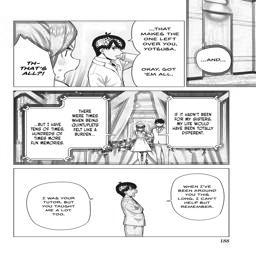 ...AND...
...THAT
MAKES THE
ONE LEFT
OVER YOU,
YOTSUBA.
OKAY. GOT
'EM ALL.
TH-
THAT'S
ALL?!
IF IT HADN'T BEEN
FOR MY SISTERS,
MY LIFE WOULD
HAVE BEEN TOTALLY
DIFFERENT.
THERE
WERE TIMES
WHEN BEING
QUINTUPLETS
FELT LIKE A
BURDEN...
...BUT I HAVE
TENS OF TIMES,
HUNDREDS
OF TIMES
MORE FUN
MEMORIES.
WHEN I'VE
BEEN AROUND
YOU THIS
LONG, I CAN'T
HELP BUT
REMEMBER.
I WAS YOUR
TUTOR, BUT YOU
TAUGHT ME A LOT
TOO.
188